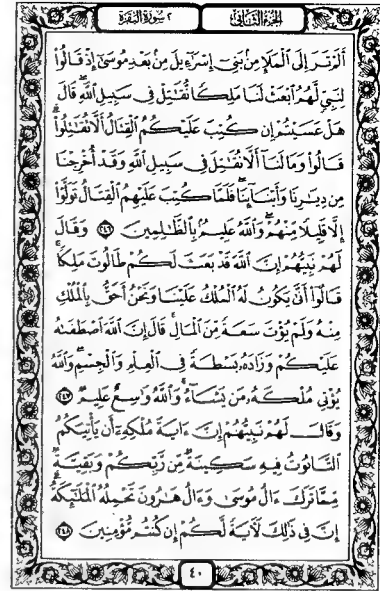 الجزء الثاني
٢ سورة البقرة
أَلَمْ تَرَ إِلَى ٱلْمَلَإِ مِنۢ بَنِىٓ إِسْرَٰٓءِيلَ مِنۢ بَعْدِ مُوسَىٰٓ إِذْ قَالُوا۟
لِنَبِىٍّ لَّهُمُ ٱبْعَثْ لَنَا مَلِكًا نُّقَٰتِلْ فِى سَبِيلِ ٱللَّهِ ۖ قَالَ
هَلْ عَسَيْتُمْ إِن كُتِبَ عَلَيْكُمُ ٱلْقِتَالُ أَلَّا تُقَٰتِلُوا۟ ۖ
قَالُوا۟ وَمَا لَنَآ أَلَّا نُقَٰتِلَ فِى سَبِيلِ ٱللَّهِ وَقَدْ أُخْرِجْنَا
مِن دِيَٰرِنَا وَأَبْنَآئِنَا ۖ فَلَمَّا كُتِبَ عَلَيْهِمُ ٱلْقِتَالُ تَوَلَّوْا۟
إِلَّا قَلِيلًا مِّنْهُمْ ۗ وَٱللَّهُ عَلِيمٌۢ بِٱلظَّٰلِمِينَ ٢٤٦ وَقَالَ
لَهُمْ نَبِيُّهُمْ إِنَّ ٱللَّهَ قَدْ بَعَثَ لَكُمْ طَالُوتَ مَلِكًا ۚ
قَالُوٓا۟ أَنَّىٰ يَكُونُ لَهُ ٱلْمُلْكُ عَلَيْنَا وَنَحْنُ أَحَقُّ بِٱلْمُلْكِ
مِنْهُ وَلَمْ يُؤْتَ سَعَةً مِّنَ ٱلْمَالِ ۚ قَالَ إِنَّ ٱللَّهَ ٱصْطَفَىٰهُ
عَلَيْكُمْ وَزَادَهُۥ بَسْطَةً فِى ٱلْعِلْمِ وَٱلْجِسْمِ ۖ وَٱللَّهُ
يُؤْتِى مُلْكَهُۥ مَن يَشَآءُ ۚ وَٱللَّهُ وَٰسِعٌ عَلِيمٌ ٢٤٧
وَقَالَ لَهُمْ نَبِيُّهُمْ إِنَّ ءَايَةَ مُلْكِهِۦٓ أَن يَأْتِيَكُمُ
ٱلتَّابُوتُ فِيهِ سَكِينَةٌ مِّن رَّبِّكُمْ وَبَقِيَّةٌ
مِّمَّا تَرَكَ ءَالُ مُوسَىٰ وَءَالُ هَٰرُونَ تَحْمِلُهُ ٱلْمَلَٰٓئِكَةُ ۚ
إِنَّ فِى ذَٰلِكَ لَءَايَةً لَّكُمْ إِن كُنتُم مُّؤْمِنِينَ ٢٤٨
٤٠